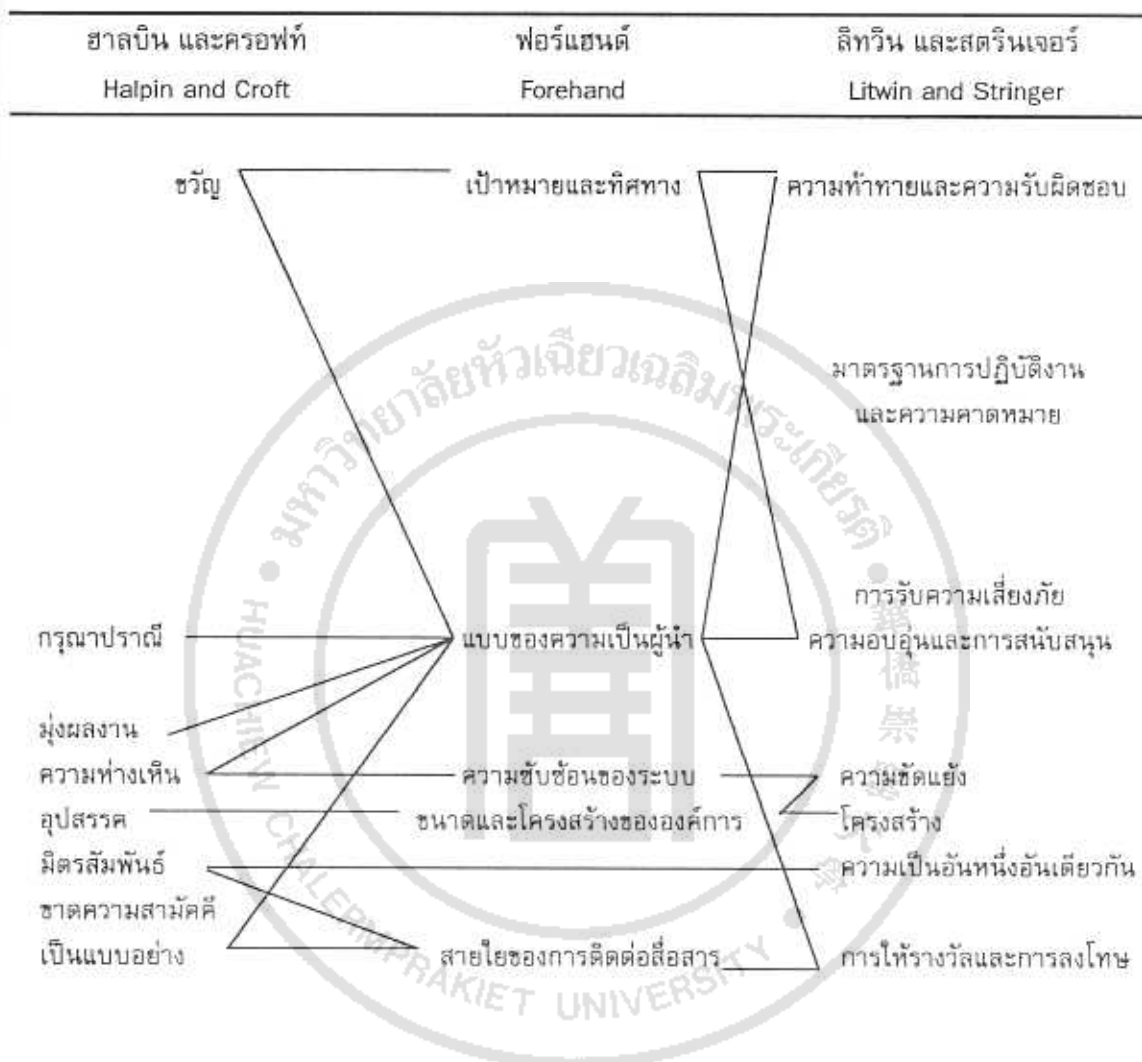 ฮาลบิน และครอฟท์ ฟอร์แฮนด์ ลิทวิน และสตรินเจอร์
Halpin and Croft Forehand Litwin and Stringer
ขวัญ เป้าหมายและทิศทาง ความท้าทายและความรับผิดชอบ
มาตรฐานการปฏิบัติงาน
และความคาดหมาย
การรับความเสี่ยงภัย
กรุณาปราณี แบบของความเป็นผู้นำ ความอบอุ่นและการสนับสนุน
มุ่งผลงาน
ความห่างเหิน ความซับซ้อนของระบบ ความขัดแย้ง
อุปสรรค ขนาดและโครงสร้างขององค์การ โครงสร้าง
มิตรสัมพันธ์ ความเป็นอันหนึ่งอันเดียวกัน
ขาดความสามัคคี
เป็นแบบอย่าง สายใยของการติดต่อสื่อสาร การให้รางวัลและการลงโทษ
มหาวิทยาลัยหัวเฉียวเฉลิมพระเกียรติ
HUACHIEW CHALERMPRAKIET UNIVERSITY
華僑崇聖大學